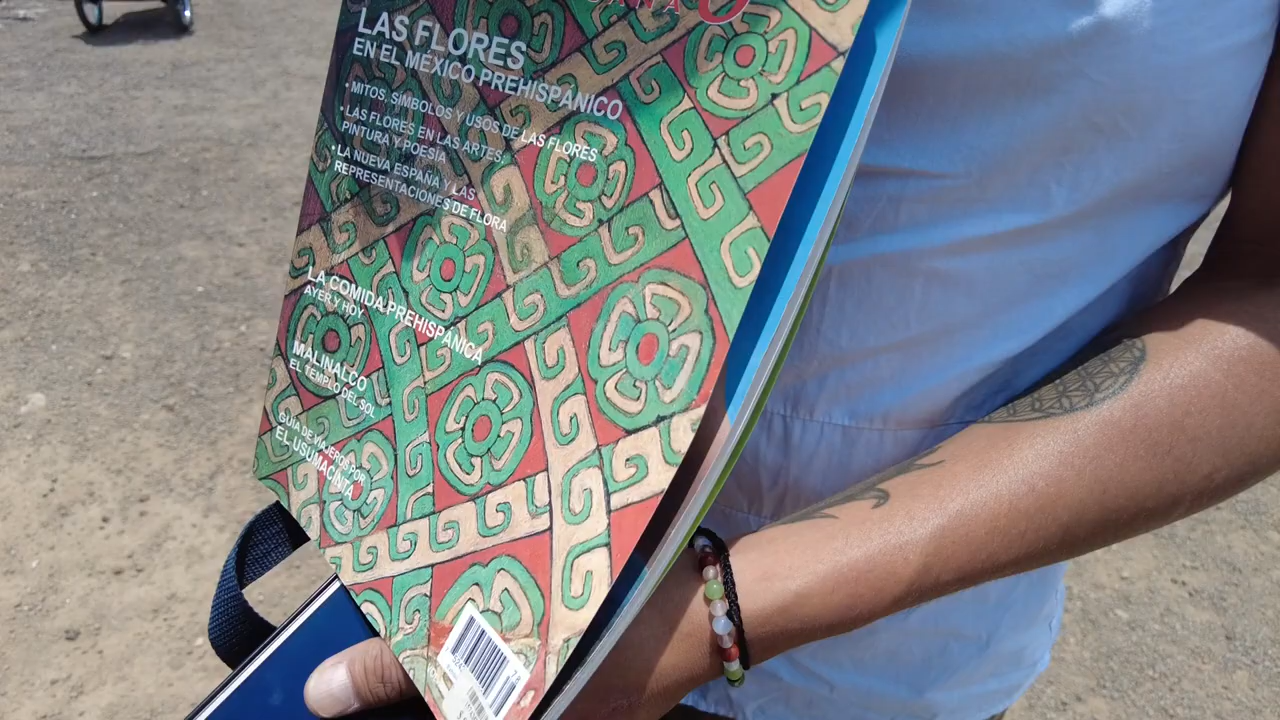 LAS FLORES
EN EL MÉXICO PREHISPÁNICO
• MITOS, SÍMBOLOS Y USOS DE LAS FLORES
• LAS FLORES EN LAS ARTES,
PINTURA Y POESÍA
• LA NUEVA ESPAÑA Y LAS
REPRESENTACIONES DE FLORA
LA COMIDA PREHISPÁNICA
AYER Y HOY
MALINALCO
EL TEMPLO DEL SOL
GUÍA DE VIAJEROS POR
EL USUMACINTA
78